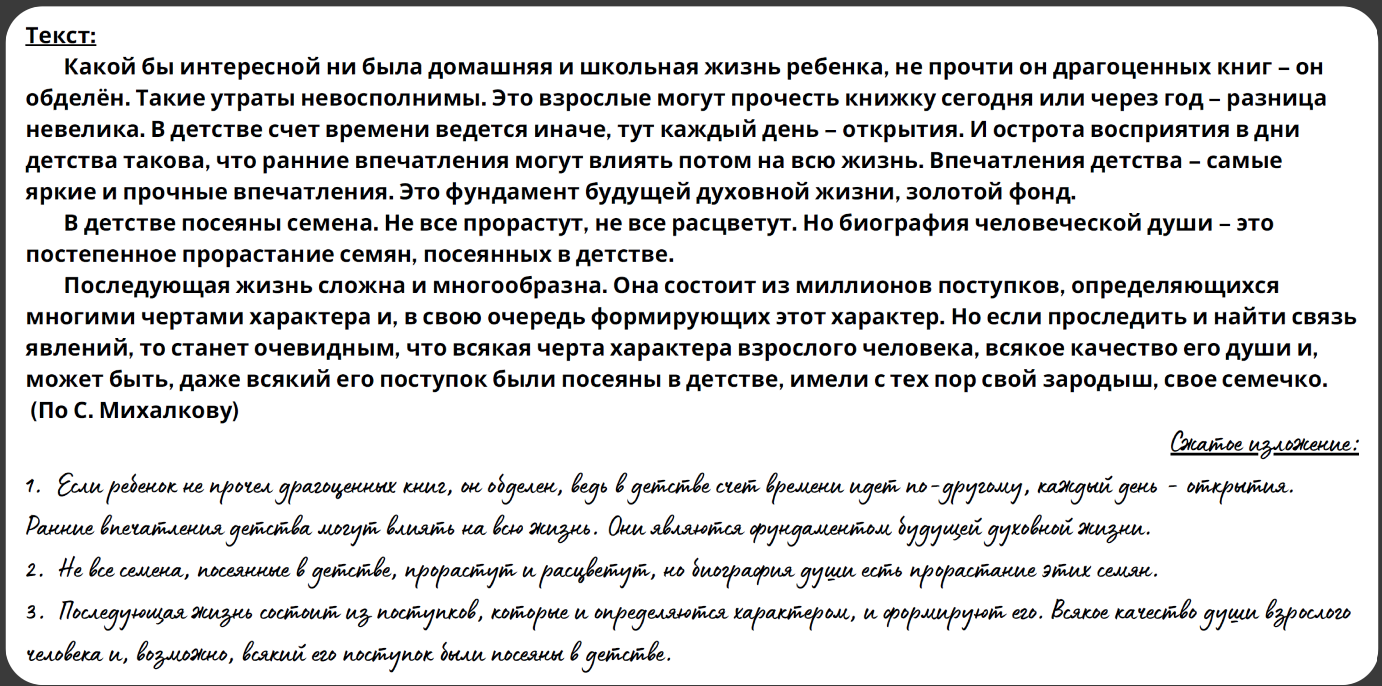 Текст:
Какой бы интересной ни была домашняя и школьная жизнь ребенка, не прочти он драгоценных книг – он
обделён. Такие утраты невосполнимы. Это взрослые могут прочесть книжку сегодня или через год – разница
невелика. В детстве счет времени ведется иначе, тут каждый день – открытия. И острота восприятия в дни
детства такова, что ранние впечатления могут влиять потом на всю жизнь. Впечатления детства – самые
яркие и прочные впечатления. Это фундамент будущей духовной жизни, золотой фонд.
В детстве посеяны семена. Не все прорастут, не все расцветут. Но биография человеческой души – это
постепенное прорастание семян, посеянных в детстве.
Последующая жизнь сложна и многообразна. Она состоит из миллионов поступков, определяющихся
многими чертами характера и, в свою очередь формирующих этот характер. Но если проследить и найти связь
явлений, то станет очевидным, что всякая черта характера взрослого человека, всякое качество его души и,
может быть, даже всякий его поступок были посеяны в детстве, имели с тех пор свой зародыш, свое семечко.
(По С. Михалкову)
Сжатое изложение:
1. Если ребенок не прочел драгоценных книг, он обделен, ведь в детстве счет времени идет по-другому, каждый день - открытия.
Ранние впечатления детства могут влиять на всю жизнь. Они являются фундаментом будущей духовной жизни.
2. Не все семена, посеянные в детстве, прорастут и расцветут, но биография души есть прорастание этих семян.
3. Последующая жизнь состоит из поступков, которые и определяются характером, и формируют его. Всякое качество души взрослого
человека и, возможно, всякий его поступок были посеяны в детстве.